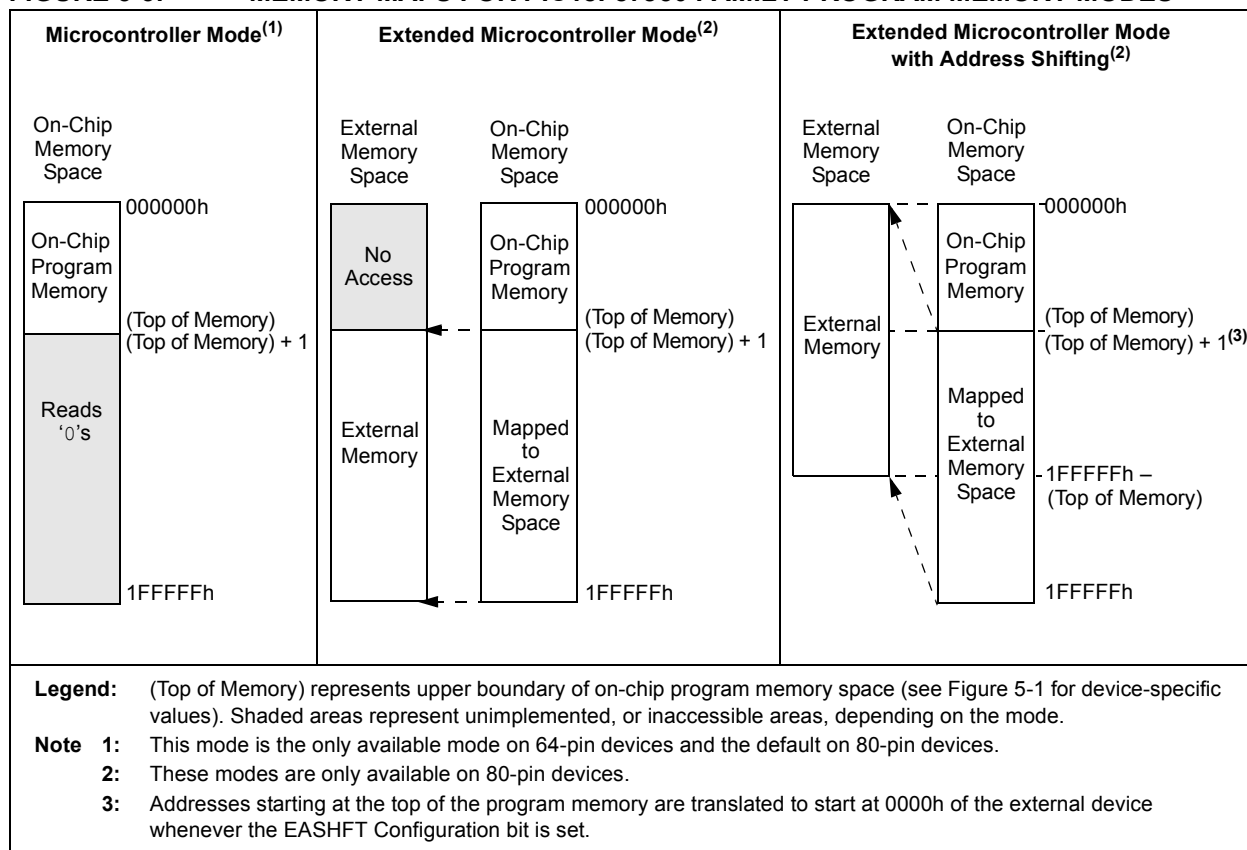 Microcontroller Mode(1)
On-Chip
Memory
Space
000000h
On-Chip
Program
Memory
(Top of Memory)
(Top of Memory) + 1
Reads
‘0’s
1FFFFFh
Extended Microcontroller Mode(2)
External
Memory
Space
On-Chip
Memory
Space
000000h
No
Access
On-Chip
Program
Memory
(Top of Memory)
(Top of Memory) + 1
External
Memory
Mapped
to
External
Memory
Space
1FFFFFh
Extended Microcontroller Mode
with Address Shifting(2)
External
Memory
Space
On-Chip
Memory
Space
000000h
On-Chip
Program
Memory
External
Memory
(Top of Memory)
(Top of Memory) + 1(3)
Mapped
to
External
Memory
Space
1FFFFFh –
(Top of Memory)
1FFFFFh
Legend: (Top of Memory) represents upper boundary of on-chip program memory space (see Figure 5-1 for device-specific
values). Shaded areas represent unimplemented, or inaccessible areas, depending on the mode.
Note 1: This mode is the only available mode on 64-pin devices and the default on 80-pin devices.
2: These modes are only available on 80-pin devices.
3: Addresses starting at the top of the program memory are translated to start at 0000h of the external device
whenever the EASHFT Configuration bit is set.